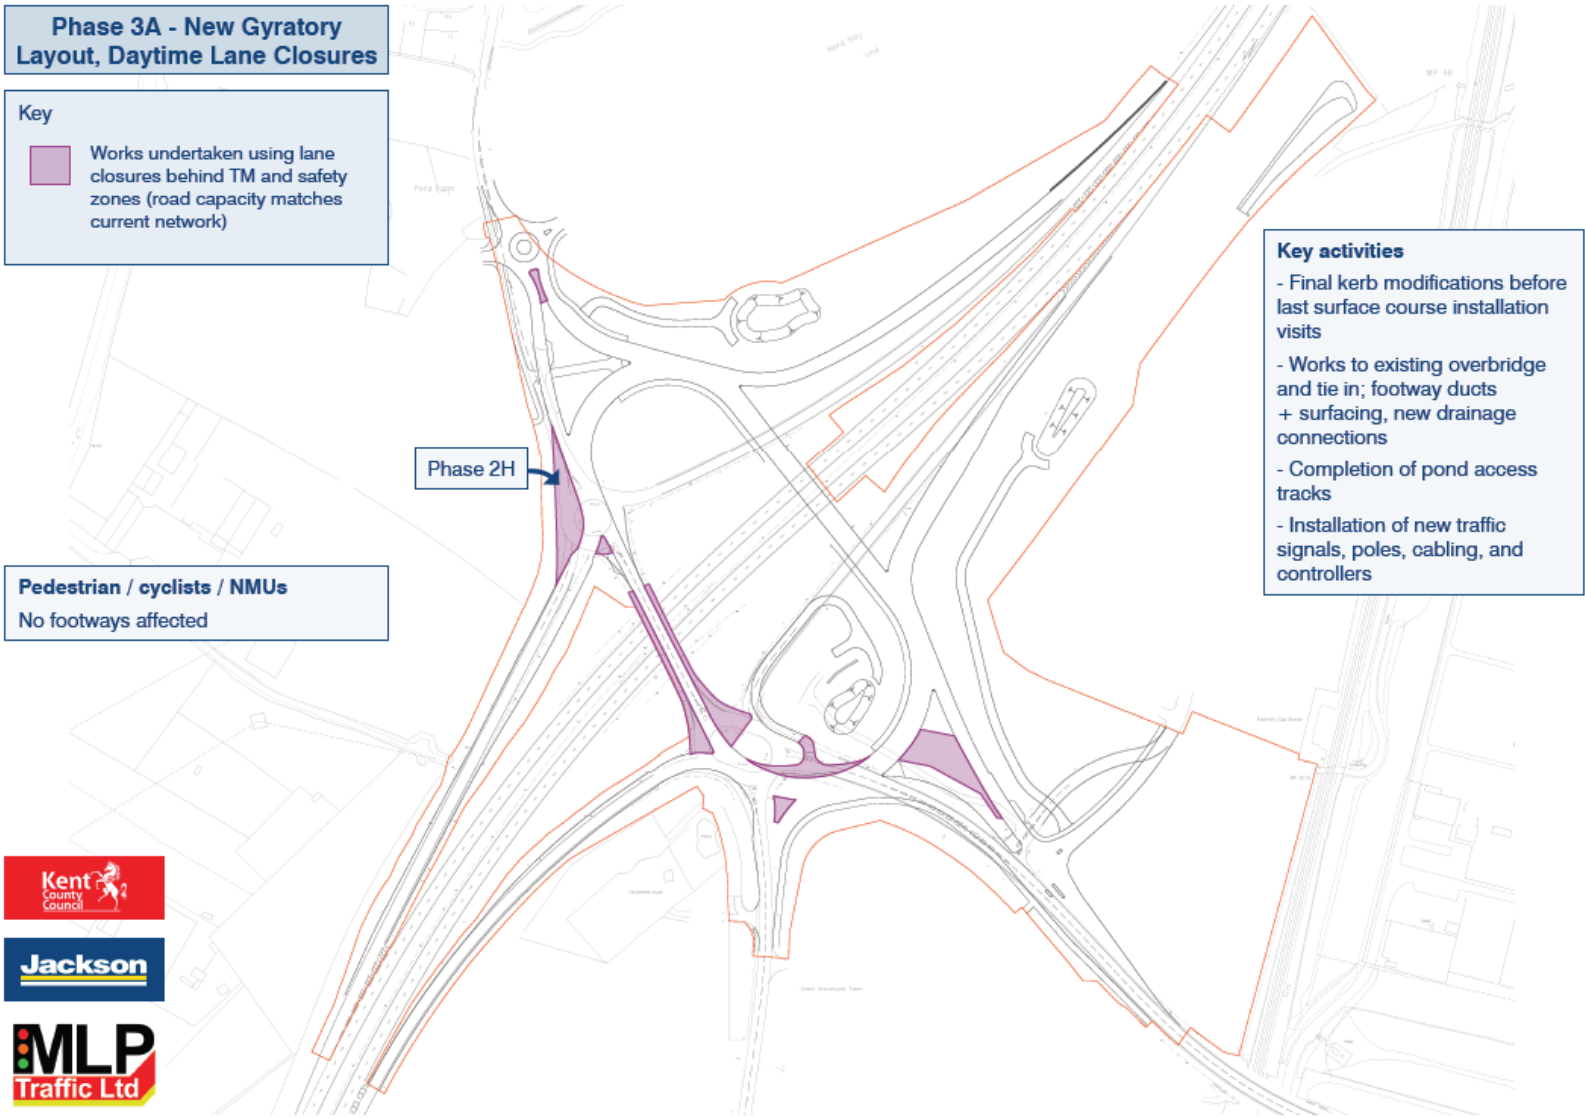 Phase 3A - New Gyratory
Layout, Daytime Lane Closures
Key
Works undertaken using lane
closures behind TM and safety
zones (road capacity matches
current network)
Pond Farm
MP 46
Key activities
- Final kerb modifications before
last surface course installation
visits
- Works to existing overbridge
and tie in; footway ducts
+ surfacing, new drainage
connections
- Completion of pond access
tracks
- Installation of new traffic
signals, poles, cabling, and
controllers
Phase 2H
Pedestrian / cyclists / NMUs
No footways affected
Kent
County
Council
Jackson
MLP
Traffic Ltd